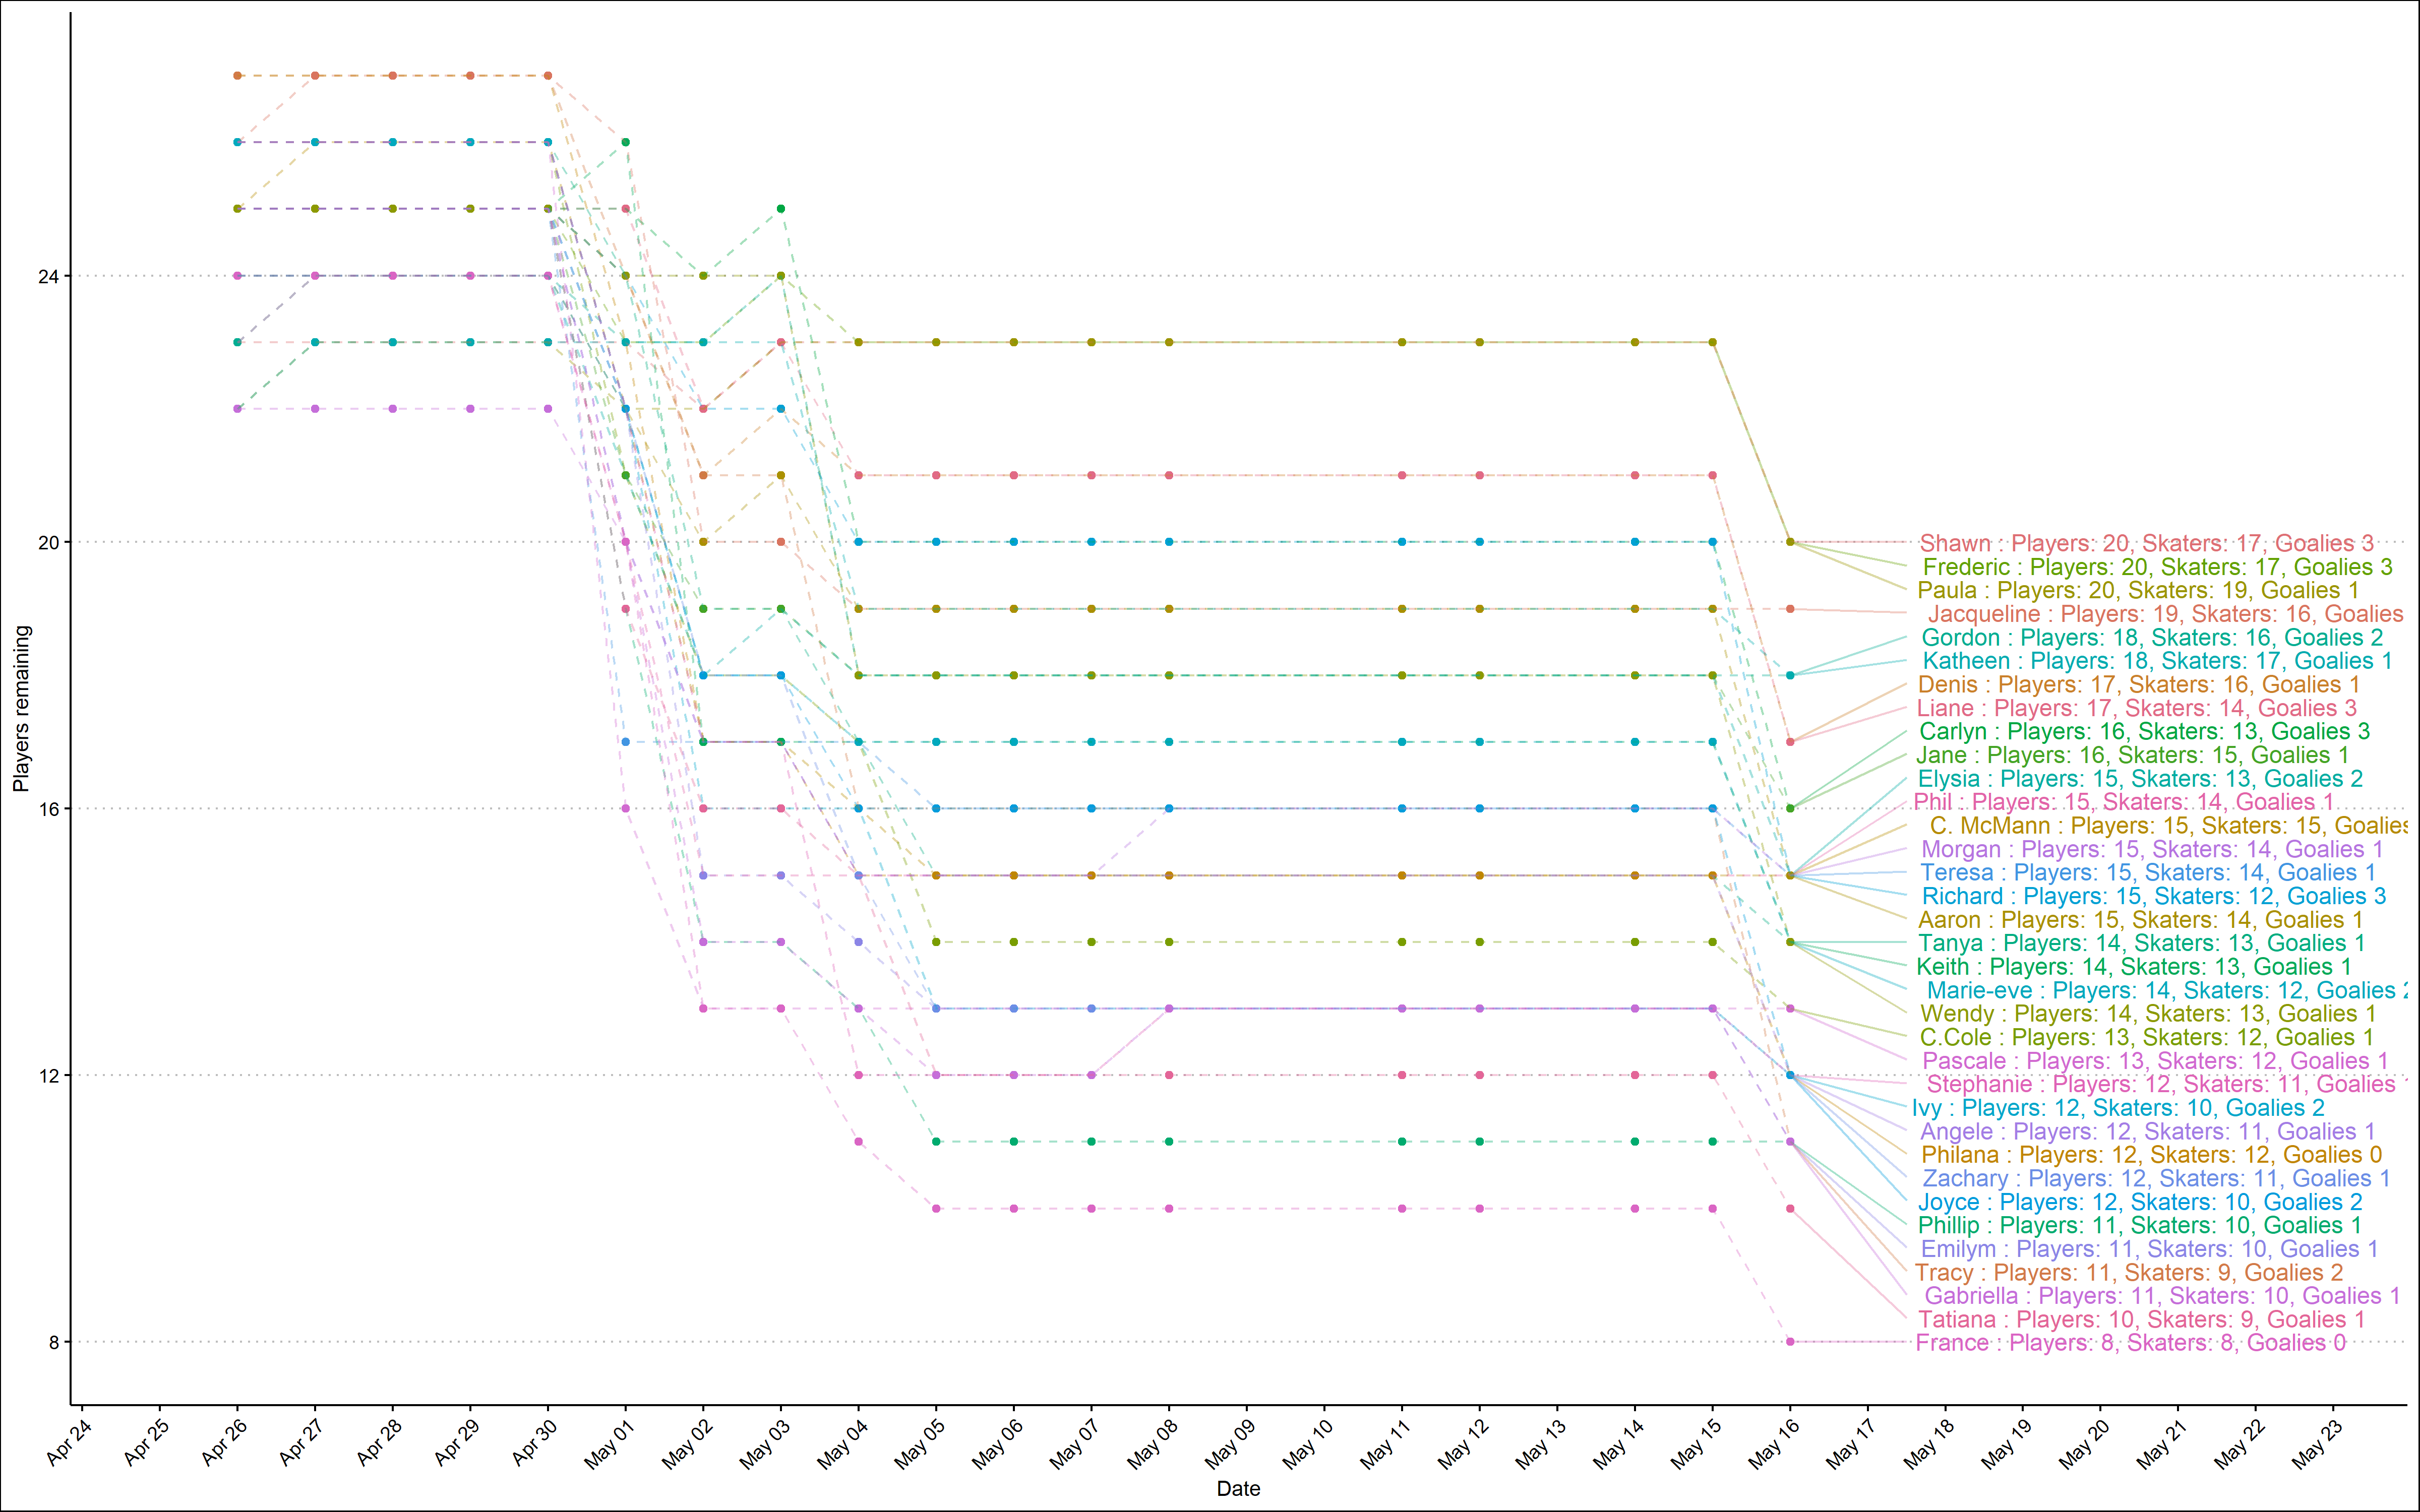 24
20
16
12
8
Players remaining
Shawn : Players: 20, Skaters: 17, Goalies 3
Frederic : Players: 20, Skaters: 17, Goalies 3
Paula : Players: 20, Skaters: 19, Goalies 1
Jacqueline : Players: 19, Skaters: 16, Goalies
Gordon : Players: 18, Skaters: 16, Goalies 2
Katheen : Players: 18, Skaters: 17, Goalies 1
Denis : Players: 17, Skaters: 16, Goalies 1
Liane : Players: 17, Skaters: 14, Goalies 3
Carlyn : Players: 16, Skaters: 13, Goalies 3
Jane : Players: 16, Skaters: 15, Goalies 1
Elysia : Players: 15, Skaters: 13, Goalies 2
Phil : Players: 15, Skaters: 14, Goalies 1
C. McMann : Players: 15, Skaters: 15, Goalies
Morgan : Players: 15, Skaters: 14, Goalies 1
Teresa : Players: 15, Skaters: 14, Goalies 1
Richard : Players: 15, Skaters: 12, Goalies 3
Aaron : Players: 15, Skaters: 14, Goalies 1
Tanya : Players: 14, Skaters: 13, Goalies 1
Keith : Players: 14, Skaters: 13, Goalies 1
Marie-eve : Players: 14, Skaters: 12, Goalies 2
Wendy : Players: 14, Skaters: 13, Goalies 1
C.Cole : Players: 13, Skaters: 12, Goalies 1
Pascale : Players: 13, Skaters: 12, Goalies 1
Stephanie : Players: 12, Skaters: 11, Goalies
Ivy : Players: 12, Skaters: 10, Goalies 2
Angele : Players: 12, Skaters: 11, Goalies 1
Philana : Players: 12, Skaters: 12, Goalies 0
Zachary : Players: 12, Skaters: 11, Goalies 1
Joyce : Players: 12, Skaters: 10, Goalies 2
Phillip : Players: 11, Skaters: 10, Goalies 1
Emilym : Players: 11, Skaters: 10, Goalies 1
Tracy : Players: 11, Skaters: 9, Goalies 2
Gabriella : Players: 11, Skaters: 10, Goalies 1
Tatiana : Players: 10, Skaters: 9, Goalies 1
France : Players: 8, Skaters: 8, Goalies 0
Apr 24
Apr 25
Apr 26
Apr 27
Apr 28
Apr 29
Apr 30
May 01
May 02
May 03
May 04
May 05
May 06
May 07
May 08
May 09
May 10
May 11
May 12
May 13
May 14
May 15
May 16
May 17
May 18
May 19
May 20
May 21
May 22
May 23
Date